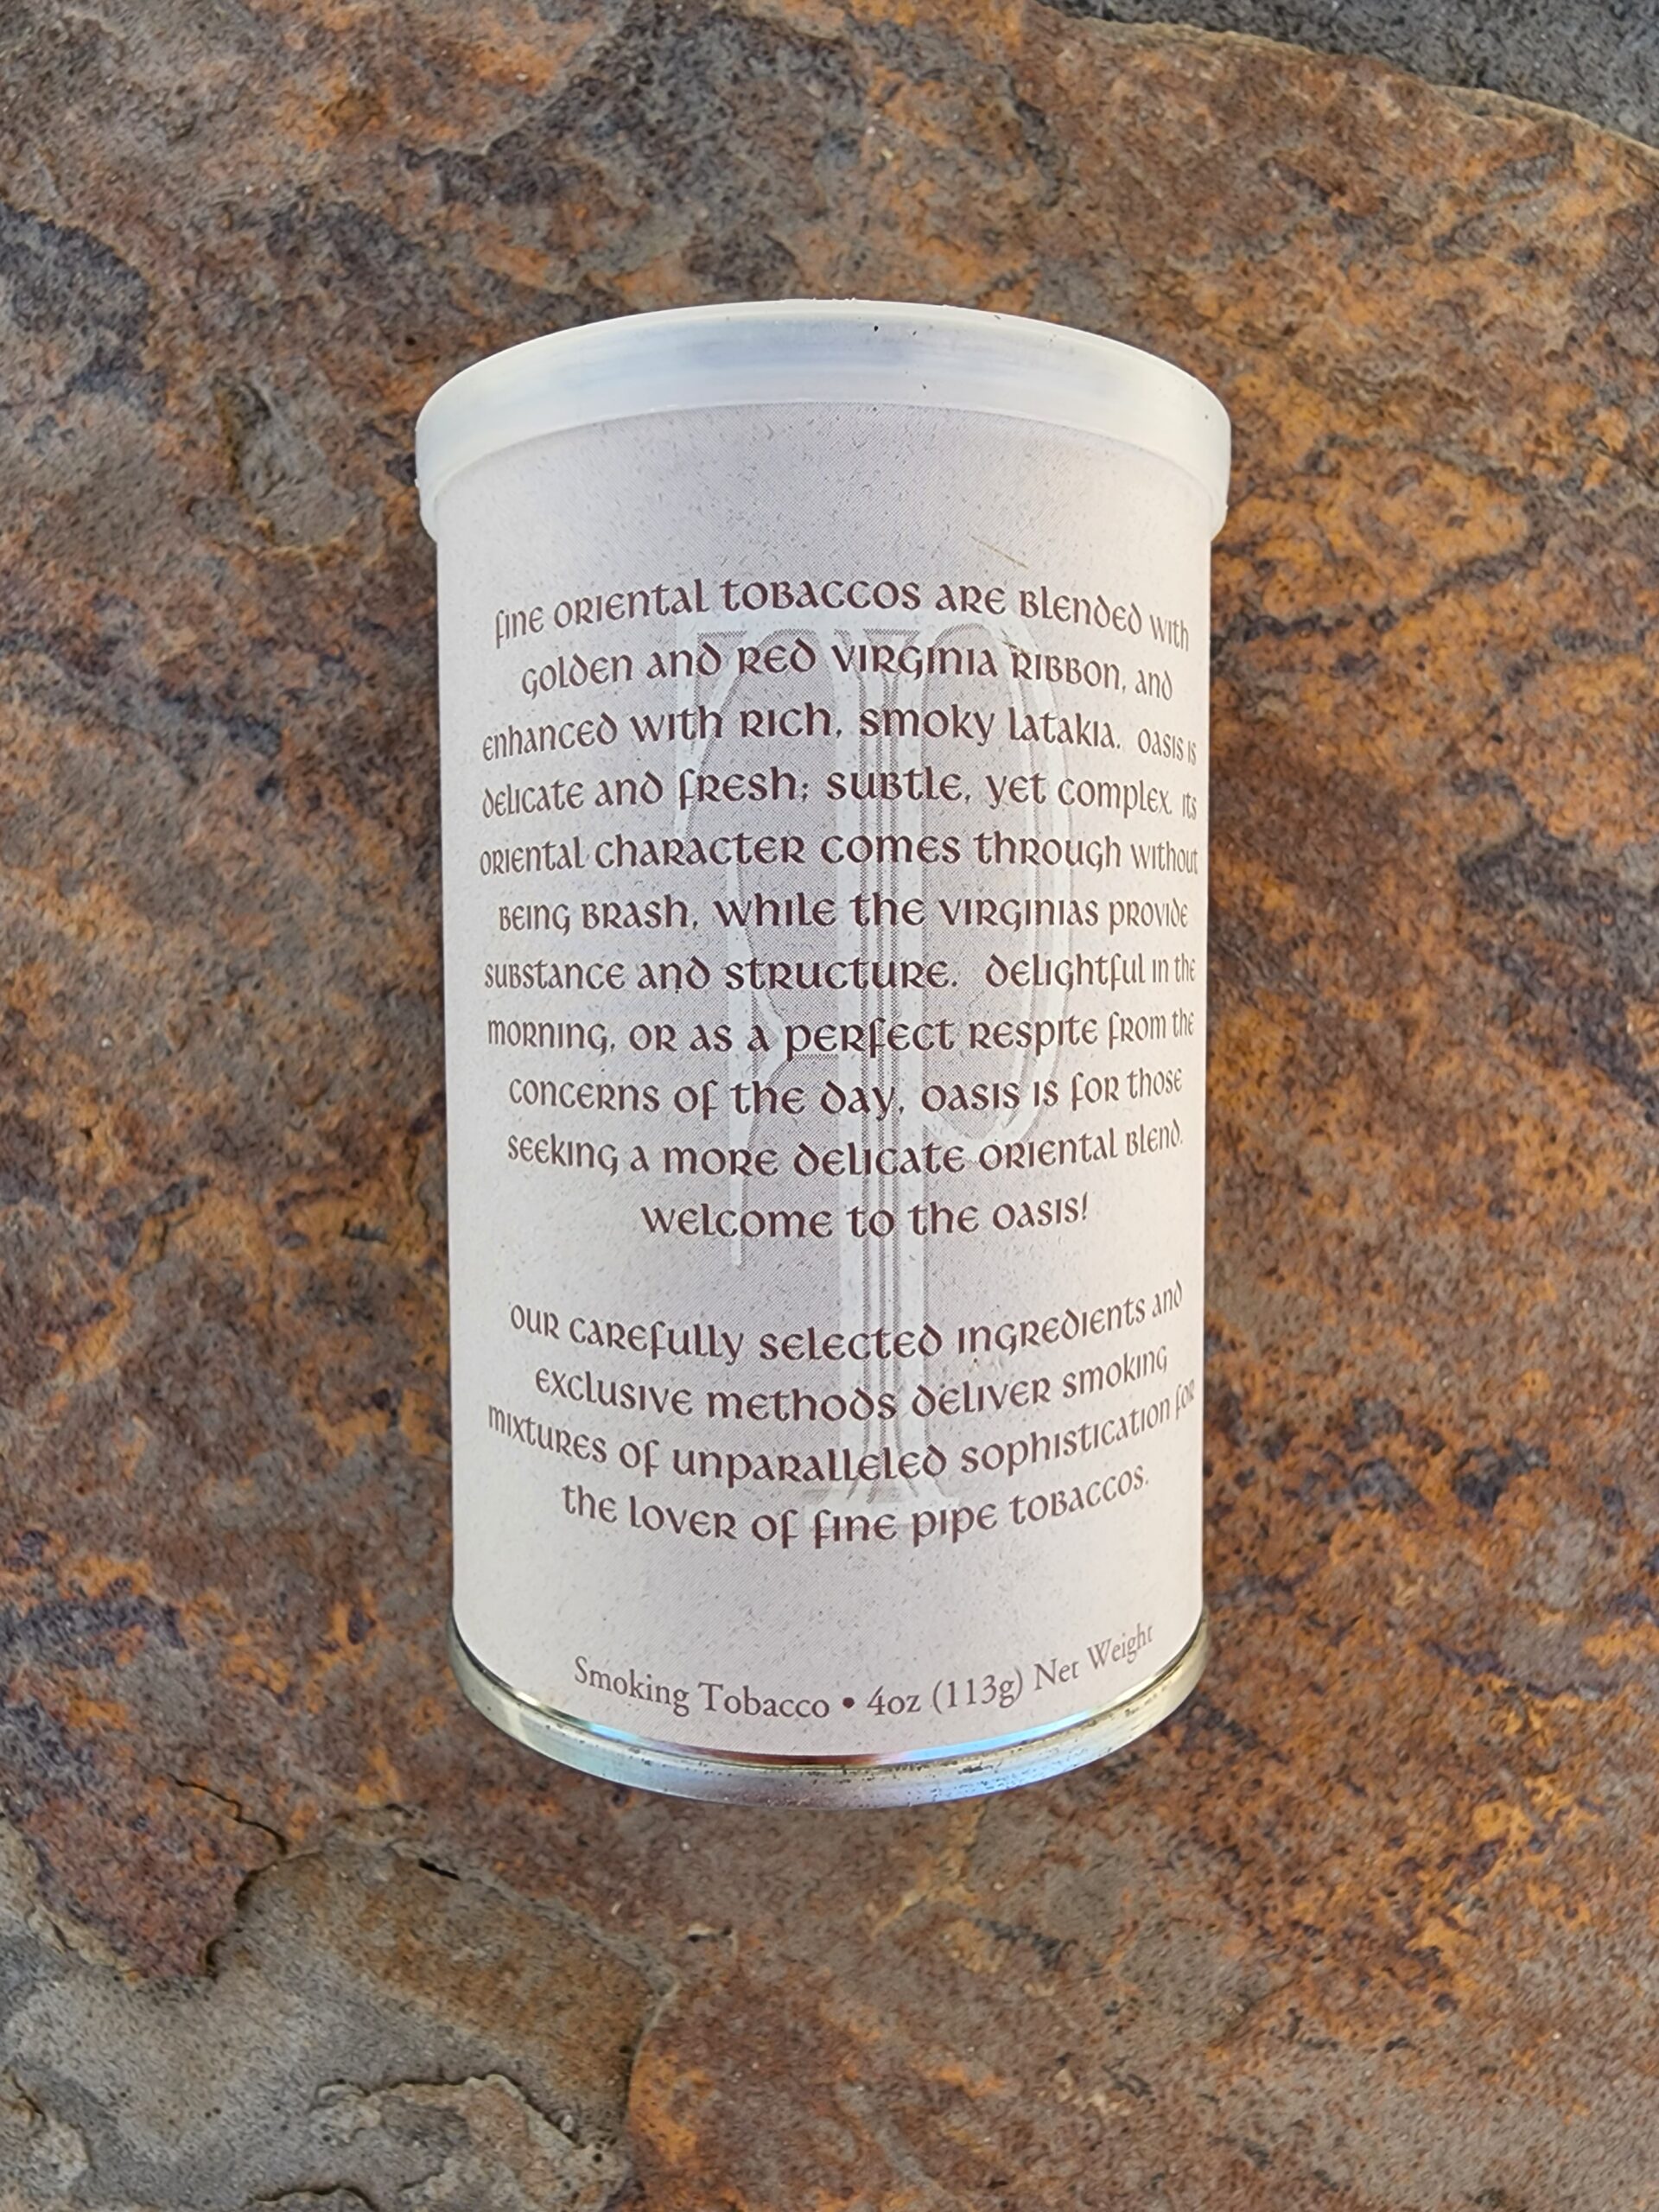 fine oriental tobaccos are blended with
golden and red virginia ribbon, and
enhanced with rich, smoky latakia. oasis is
delicate and fresh; subtle, yet complex. its
oriental character comes through without
being brash, while the virginias provide
substance and structure. delightful in the
morning, or as a perfect respite from the
concerns of the day, oasis is for those
seeking a more delicate oriental blend.
welcome to the oasis!
our carefully selected ingredients and
exclusive methods deliver smoking
mixtures of unparalleled sophistication for
the lover of fine pipe tobaccos.
Smoking Tobacco • 4oz (113g) Net Weight